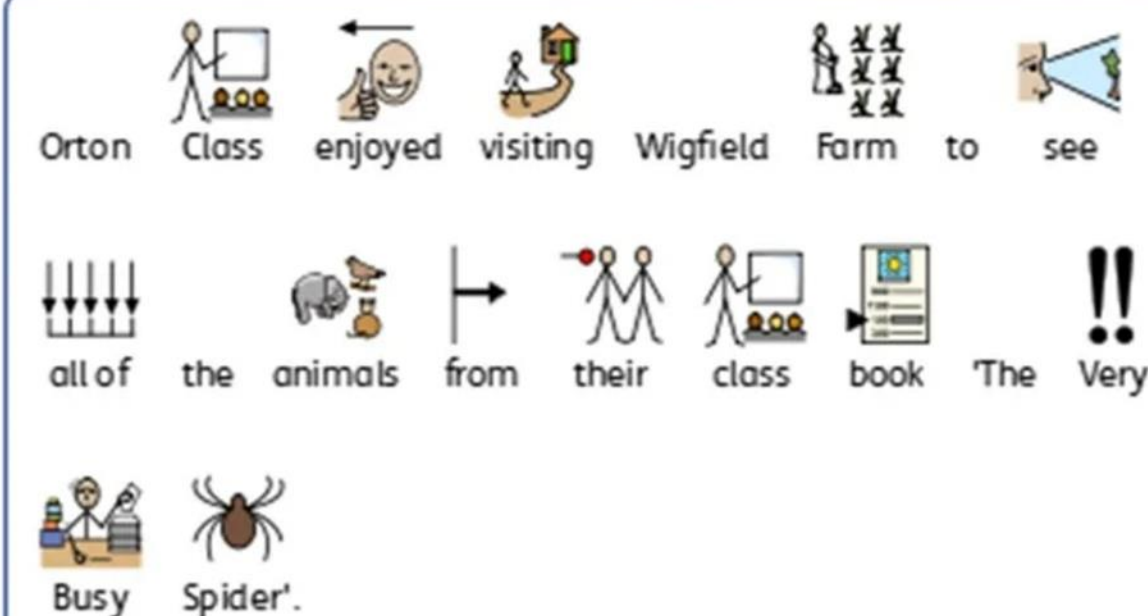 Orton Class enjoyed visiting Wigfield Farm to see
all of the animals from their class book 'The Very
Busy Spider'.